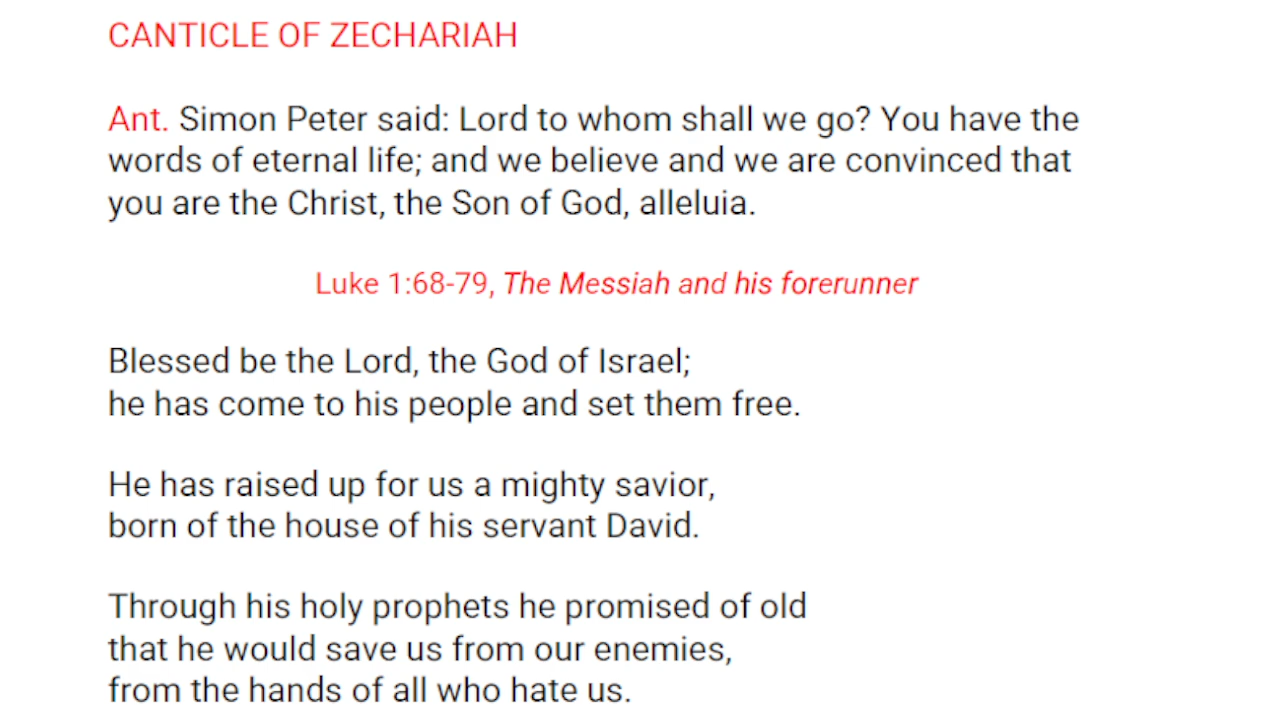 CANTICLE OF ZECHARIAH
Ant. Simon Peter said: Lord to whom shall we go? You have the
words of eternal life; and we believe and we are convinced that
you are the Christ, the Son of God, alleluia.
Luke 1:68-79, The Messiah and his forerunner
Blessed be the Lord, the God of Israel;
he has come to his people and set them free.
He has raised up for us a mighty savior,
born of the house of his servant David.
Through his holy prophets he promised of old
that he would save us from our enemies,
from the hands of all who hate us.